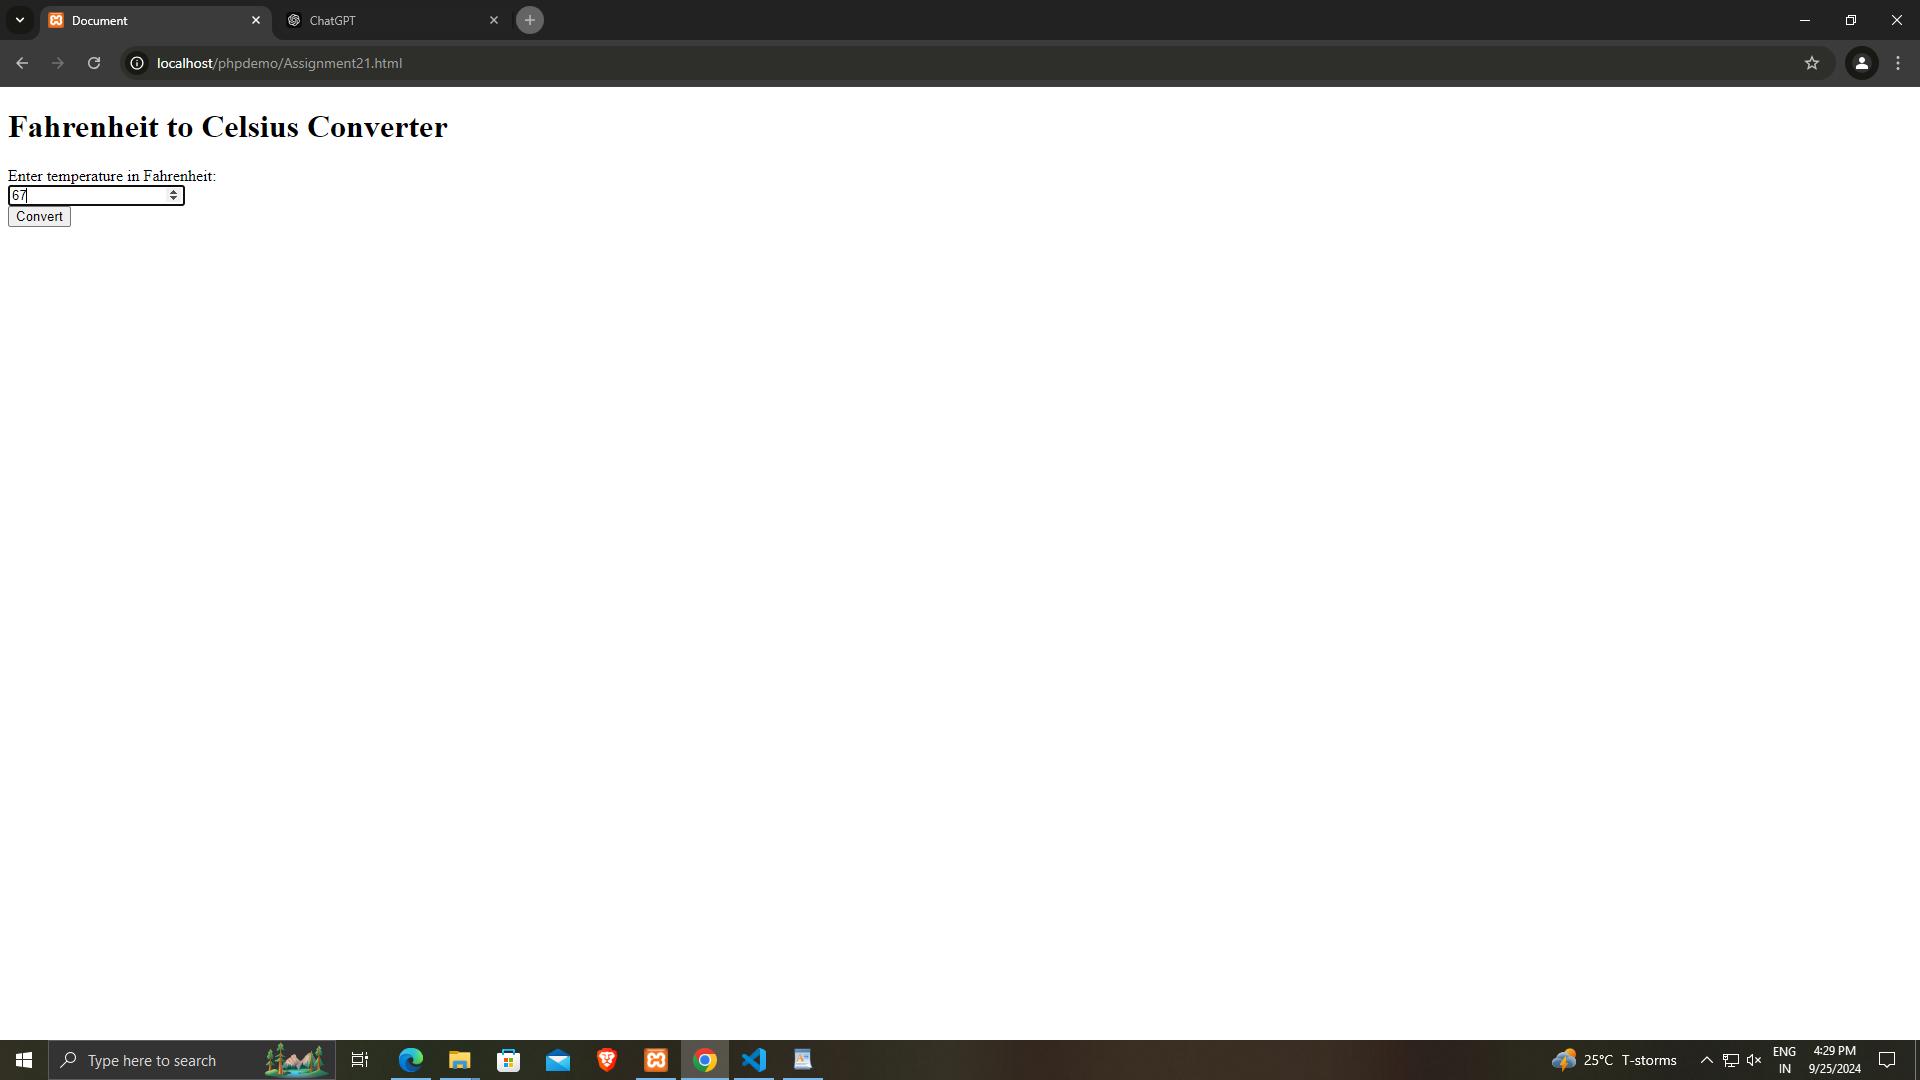 Document
ChatGPT
localhost/phpdemo/Assignment21.html
Fahrenheit to Celsius Converter
Enter temperature in Fahrenheit:
67
Convert
Type here to search
25°C T-storms
ENG
IN
4:29 PM
9/25/2024